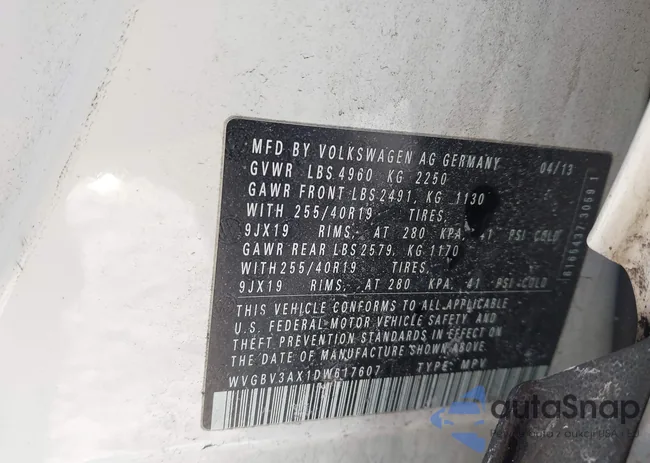 MFD BY VOLKSWAGEN AG GERMANY 04/13
GVWR LBS 4960 KG 2250
GAWR FRONT LBS 2491, KG 1130
WITH 255/40R19 TIRES,
9JX19 RIMS, AT 280 KPA, 41 PSI COLD
GAWR REAR LBS 2579, KG 1170
WITH 255/40R19 TIRES,
9JX19 RIMS, AT 280 KPA, 41 PSI COLD
THIS VEHICLE CONFORMS TO ALL APPLICABLE
U.S. FEDERAL MOTOR VEHICLE SAFETY AND
THEFT PREVENTION STANDARDS IN EFFECT ON
THE DATE OF MANUFACTURE SHOWN ABOVE.
WVGBV3AX1DW617607 TYPE: MPV
autaSnap